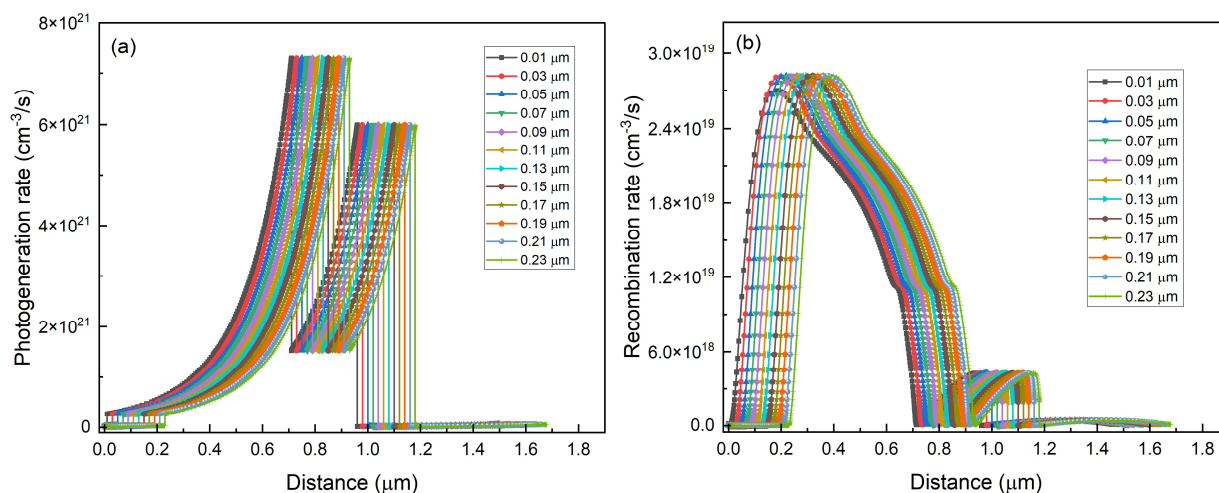 (a)
Photogeneration rate (cm⁻³/s)
8×10²¹
6×10²¹
4×10²¹
2×10²¹
0
0.0 0.2 0.4 0.6 0.8 1.0 1.2 1.4 1.6 1.8
Distance (μm)
0.01 μm
0.03 μm
0.05 μm
0.07 μm
0.09 μm
0.11 μm
0.13 μm
0.15 μm
0.17 μm
0.19 μm
0.21 μm
0.23 μm
(b)
Recombination rate (cm⁻³/s)
3.0×10¹⁹
2.4×10¹⁹
1.8×10¹⁹
1.2×10¹⁹
6.0×10¹⁸
0.0
0.0 0.2 0.4 0.6 0.8 1.0 1.2 1.4 1.6 1.8
Distance (μm)
0.01 μm
0.03 μm
0.05 μm
0.07 μm
0.09 μm
0.11 μm
0.13 μm
0.15 μm
0.17 μm
0.19 μm
0.21 μm
0.23 μm